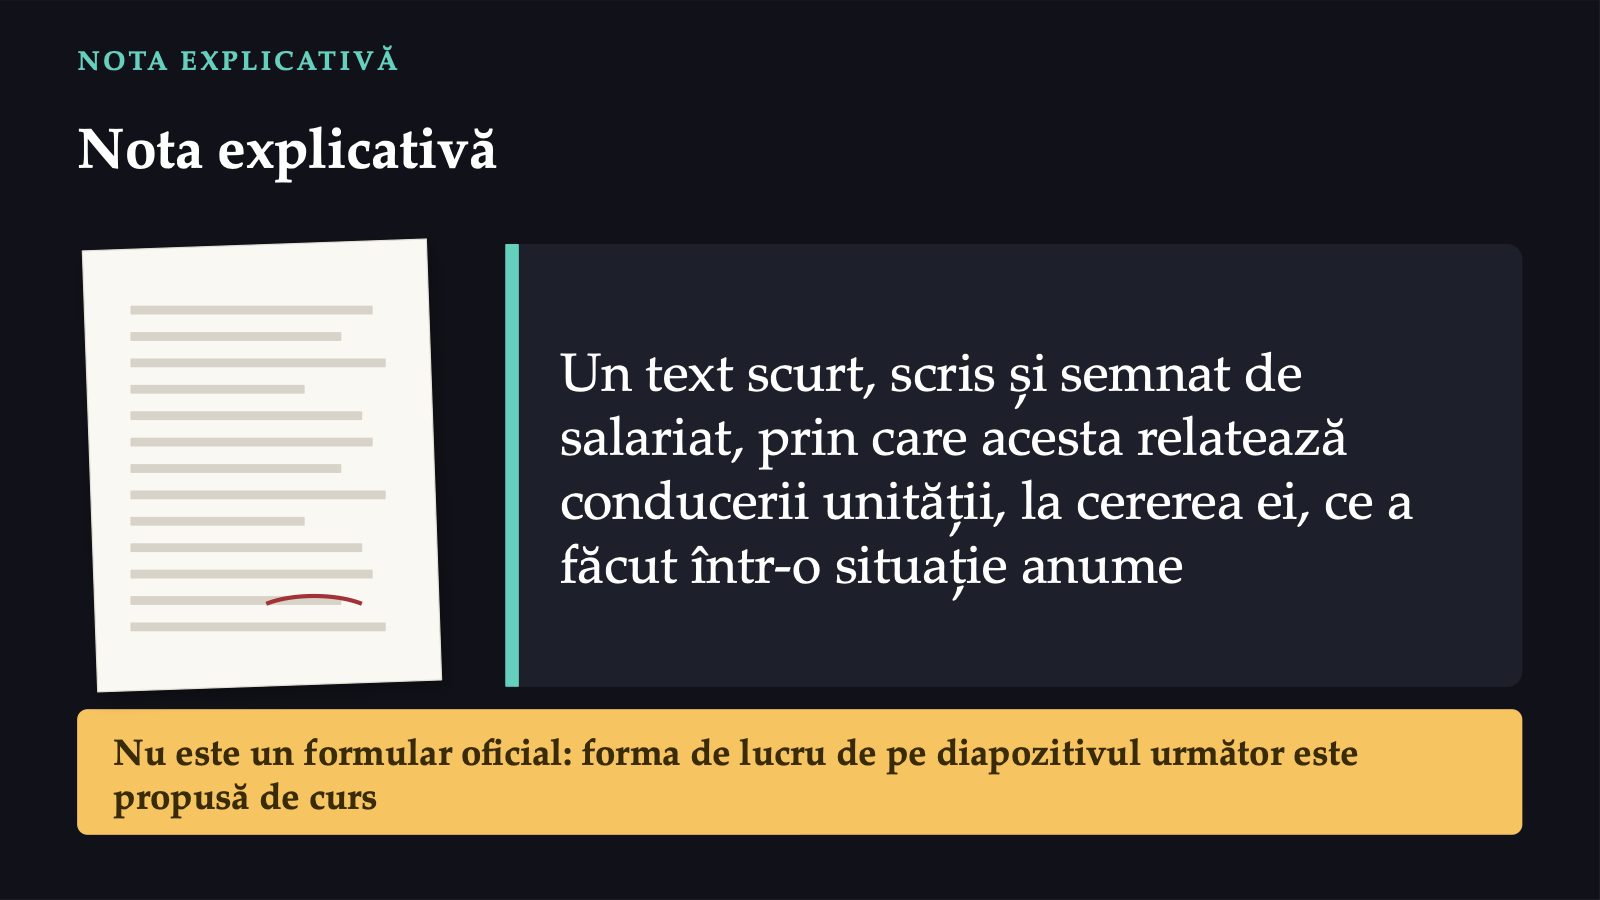 NOTA EXPLICATIVĂ
Nota explicativă
Un text scurt, scris și semnat de
salariat, prin care acesta relatează
conducerii unității, la cererea ei, ce a
făcut într-o situație anume
Nu este un formular oficial: forma de lucru de pe diapozitivul următor este
propusă de curs